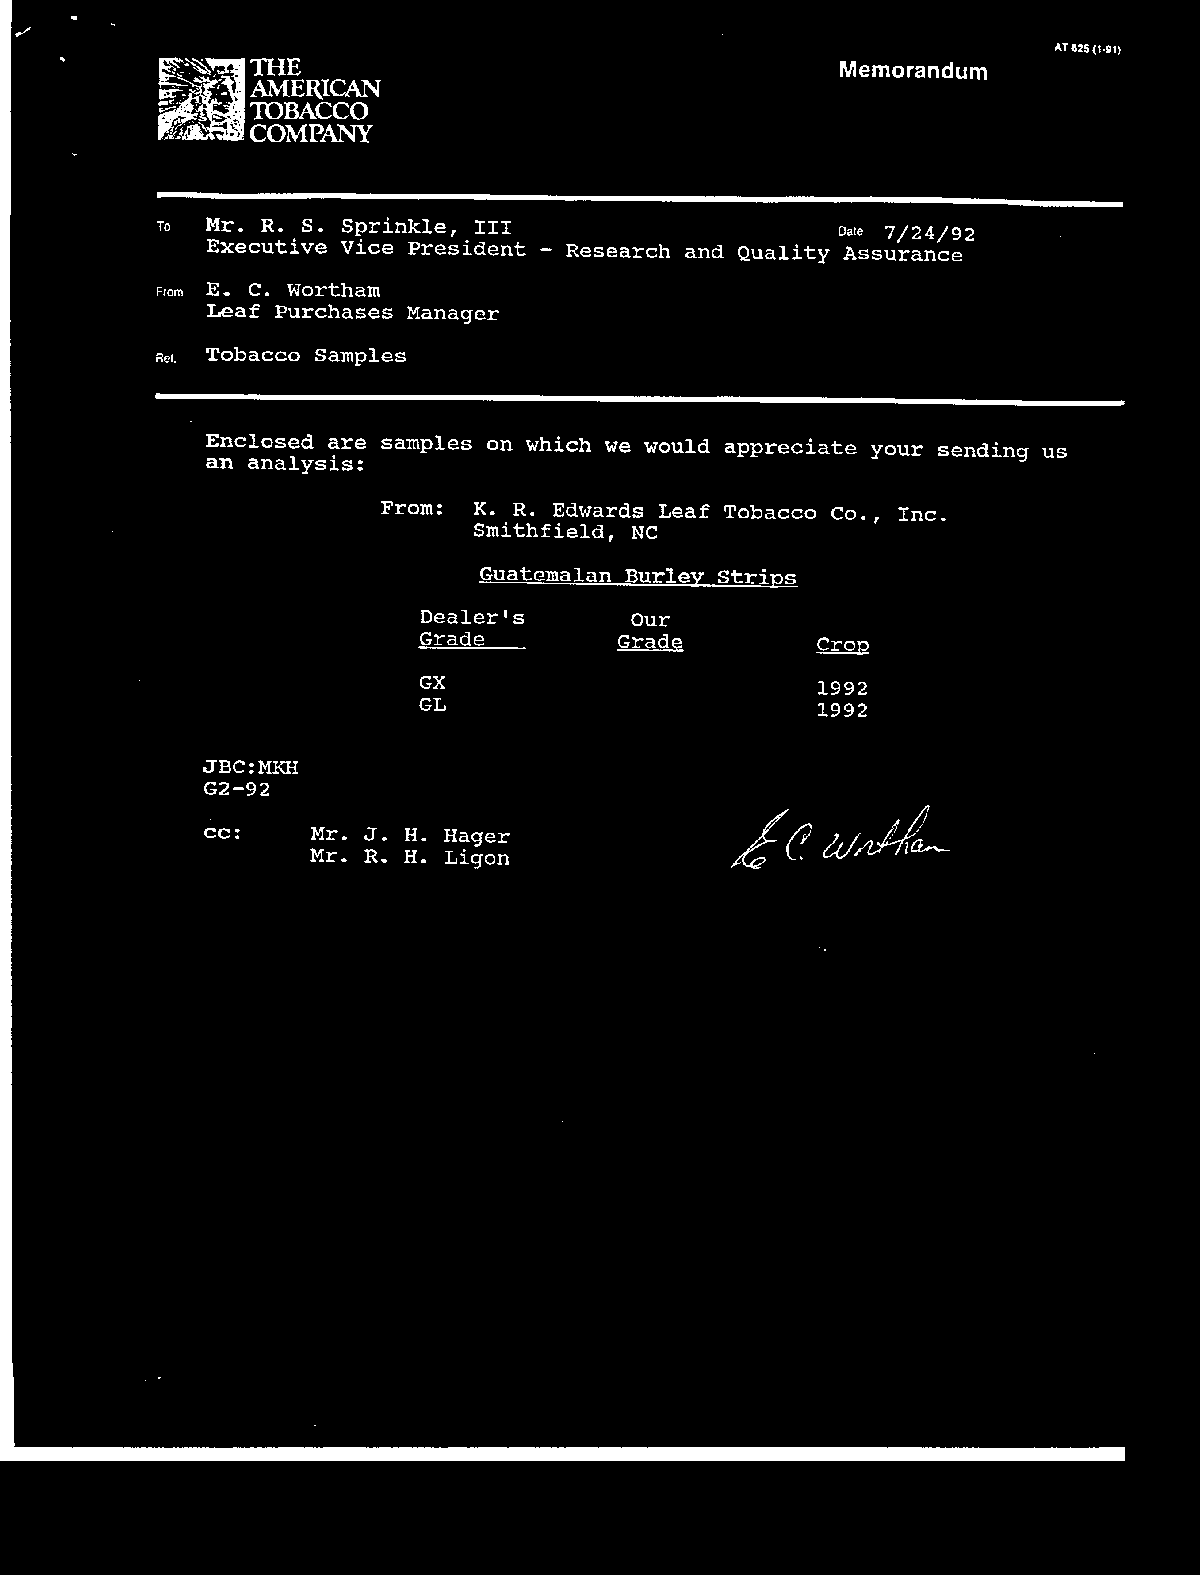 AT 825 (1-91)
THE
AMERICAN
TOBACCO
COMPANY
Memorandum
To Mr. R. S. Sprinkle, III Date 7/24/92
Executive Vice President - Research and Quality Assurance
From E. C. Wortham
Leaf Purchases Manager
Ref. Tobacco Samples
Enclosed are samples on which we would appreciate your sending us
an analysis:
From: K. R. Edwards Leaf Tobacco Co., Inc.
Smithfield, NC
Guatemalan Burley Strips
Dealer's Our
Grade Grade Crop
GX 1992
GL 1992
JBC:MKH
G2-92
cc: Mr. J. H. Hager
Mr. R. H. Ligon
E C. Wortham